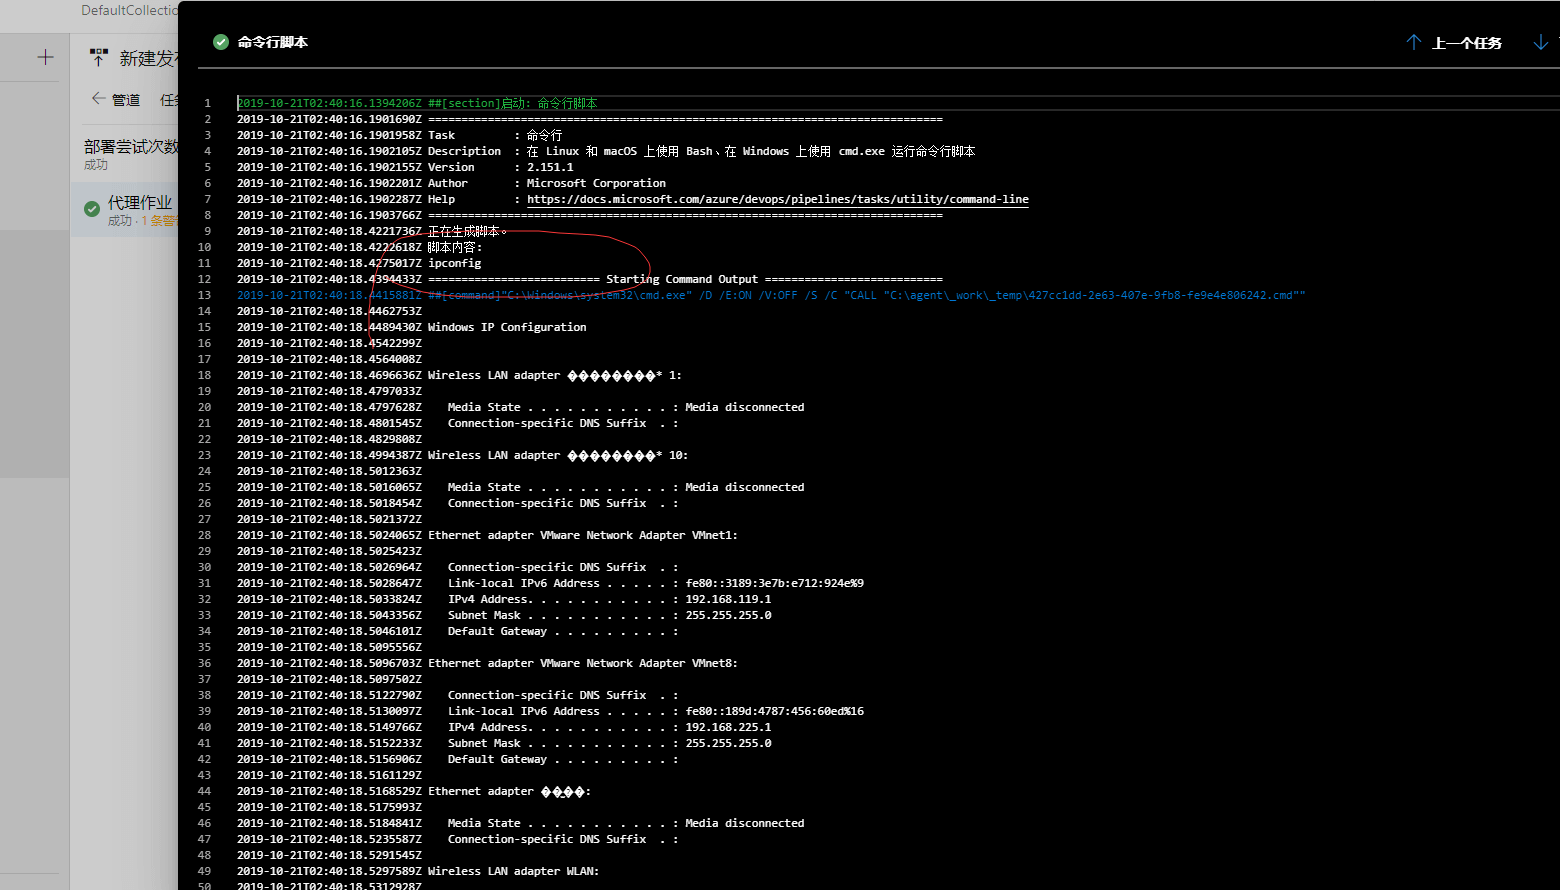 DefaultCollectio
新建发
管道 任
部署尝试次数
成功
代理作业
成功 · 1 条警
命令行脚本
上一个任务
1 2019-10-21T02:40:16.1394206Z ##[section]启动: 命令行脚本
2 2019-10-21T02:40:16.1901690Z ==============================================================================
3 2019-10-21T02:40:16.1901958Z Task         : 命令行
4 2019-10-21T02:40:16.1902105Z Description  : 在 Linux 和 macOS 上使用 Bash、在 Windows 上使用 cmd.exe 运行命令行脚本
5 2019-10-21T02:40:16.1902155Z Version      : 2.151.1
6 2019-10-21T02:40:16.1902201Z Author       : Microsoft Corporation
7 2019-10-21T02:40:16.1902287Z Help         : https://docs.microsoft.com/azure/devops/pipelines/tasks/utility/command-line
8 2019-10-21T02:40:16.1903766Z ==============================================================================
9 2019-10-21T02:40:18.4221736Z 正在生成脚本。
10 2019-10-21T02:40:18.4222618Z 脚本内容:
11 2019-10-21T02:40:18.4275017Z ipconfig
12 2019-10-21T02:40:18.4394433Z ========================== Starting Command Output ===========================
13 2019-10-21T02:40:18.4415881Z ##[command]"C:\Windows\system32\cmd.exe" /D /E:ON /V:OFF /S /C "CALL "C:\agent\_work\_temp\427cc1dd-2e63-407e-9fb8-fe9e4e806242.cmd""
14 2019-10-21T02:40:18.4462753Z
15 2019-10-21T02:40:18.4489430Z Windows IP Configuration
16 2019-10-21T02:40:18.4542299Z
17 2019-10-21T02:40:18.4564008Z
18 2019-10-21T02:40:18.4696636Z Wireless LAN adapter ��������* 1:
19 2019-10-21T02:40:18.4797033Z
20 2019-10-21T02:40:18.4797628Z    Media State . . . . . . . . . . . : Media disconnected
21 2019-10-21T02:40:18.4801545Z    Connection-specific DNS Suffix  . :
22 2019-10-21T02:40:18.4829808Z
23 2019-10-21T02:40:18.4994387Z Wireless LAN adapter ��������* 10:
24 2019-10-21T02:40:18.5012363Z
25 2019-10-21T02:40:18.5016065Z    Media State . . . . . . . . . . . : Media disconnected
26 2019-10-21T02:40:18.5018454Z    Connection-specific DNS Suffix  . :
27 2019-10-21T02:40:18.5021372Z
28 2019-10-21T02:40:18.5024065Z Ethernet adapter VMware Network Adapter VMnet1:
29 2019-10-21T02:40:18.5025423Z
30 2019-10-21T02:40:18.5026964Z    Connection-specific DNS Suffix  . :
31 2019-10-21T02:40:18.5028647Z    Link-local IPv6 Address . . . . . : fe80::3189:3e7b:e712:924e%9
32 2019-10-21T02:40:18.5033824Z    IPv4 Address. . . . . . . . . . . : 192.168.119.1
33 2019-10-21T02:40:18.5043356Z    Subnet Mask . . . . . . . . . . . : 255.255.255.0
34 2019-10-21T02:40:18.5046101Z    Default Gateway . . . . . . . . . :
35 2019-10-21T02:40:18.5095556Z
36 2019-10-21T02:40:18.5096703Z Ethernet adapter VMware Network Adapter VMnet8:
37 2019-10-21T02:40:18.5097502Z
38 2019-10-21T02:40:18.5122790Z    Connection-specific DNS Suffix  . :
39 2019-10-21T02:40:18.5130097Z    Link-local IPv6 Address . . . . . : fe80::189d:4787:456:60ed%16
40 2019-10-21T02:40:18.5149766Z    IPv4 Address. . . . . . . . . . . : 192.168.225.1
41 2019-10-21T02:40:18.5152233Z    Subnet Mask . . . . . . . . . . . : 255.255.255.0
42 2019-10-21T02:40:18.5156906Z    Default Gateway . . . . . . . . . :
43 2019-10-21T02:40:18.5161129Z
44 2019-10-21T02:40:18.5168529Z Ethernet adapter ��̫��:
45 2019-10-21T02:40:18.5175993Z
46 2019-10-21T02:40:18.5184841Z    Media State . . . . . . . . . . . : Media disconnected
47 2019-10-21T02:40:18.5235587Z    Connection-specific DNS Suffix  . :
48 2019-10-21T02:40:18.5291545Z
49 2019-10-21T02:40:18.5297589Z Wireless LAN adapter WLAN:
50 2019-10-21T02:40:18.5312928Z